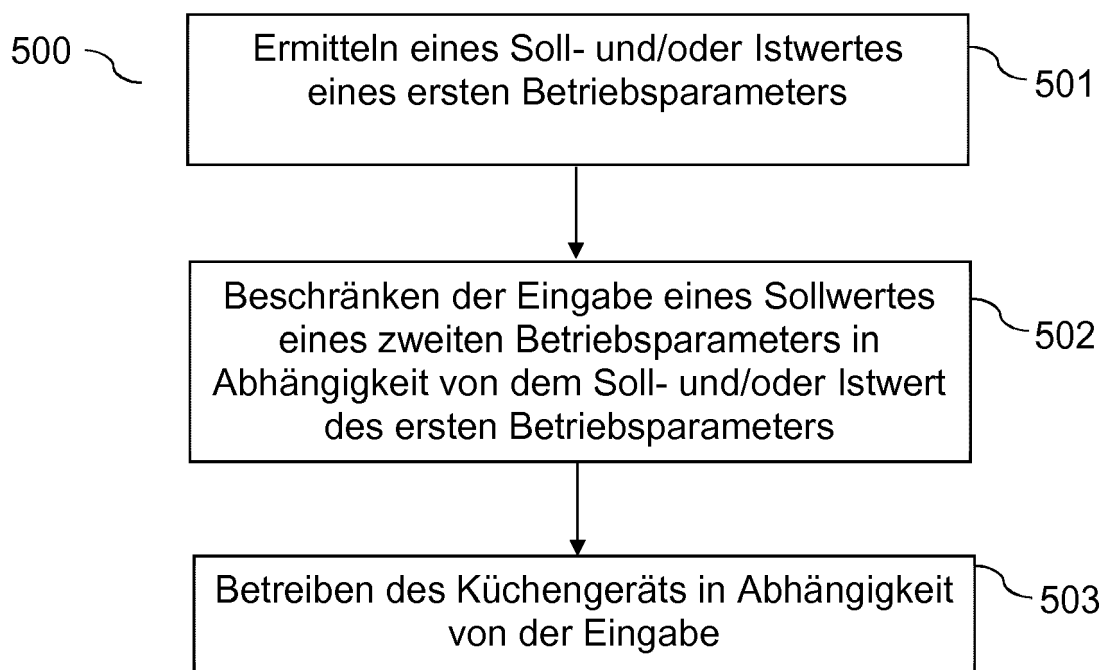 500
Ermitteln eines Soll- und/oder Istwertes
eines ersten Betriebsparameters
501
Beschränken der Eingabe eines Sollwertes
eines zweiten Betriebsparameters in
Abhängigkeit von dem Soll- und/oder Istwert
des ersten Betriebsparameters
502
Betreiben des Küchengeräts in Abhängigkeit
von der Eingabe
503